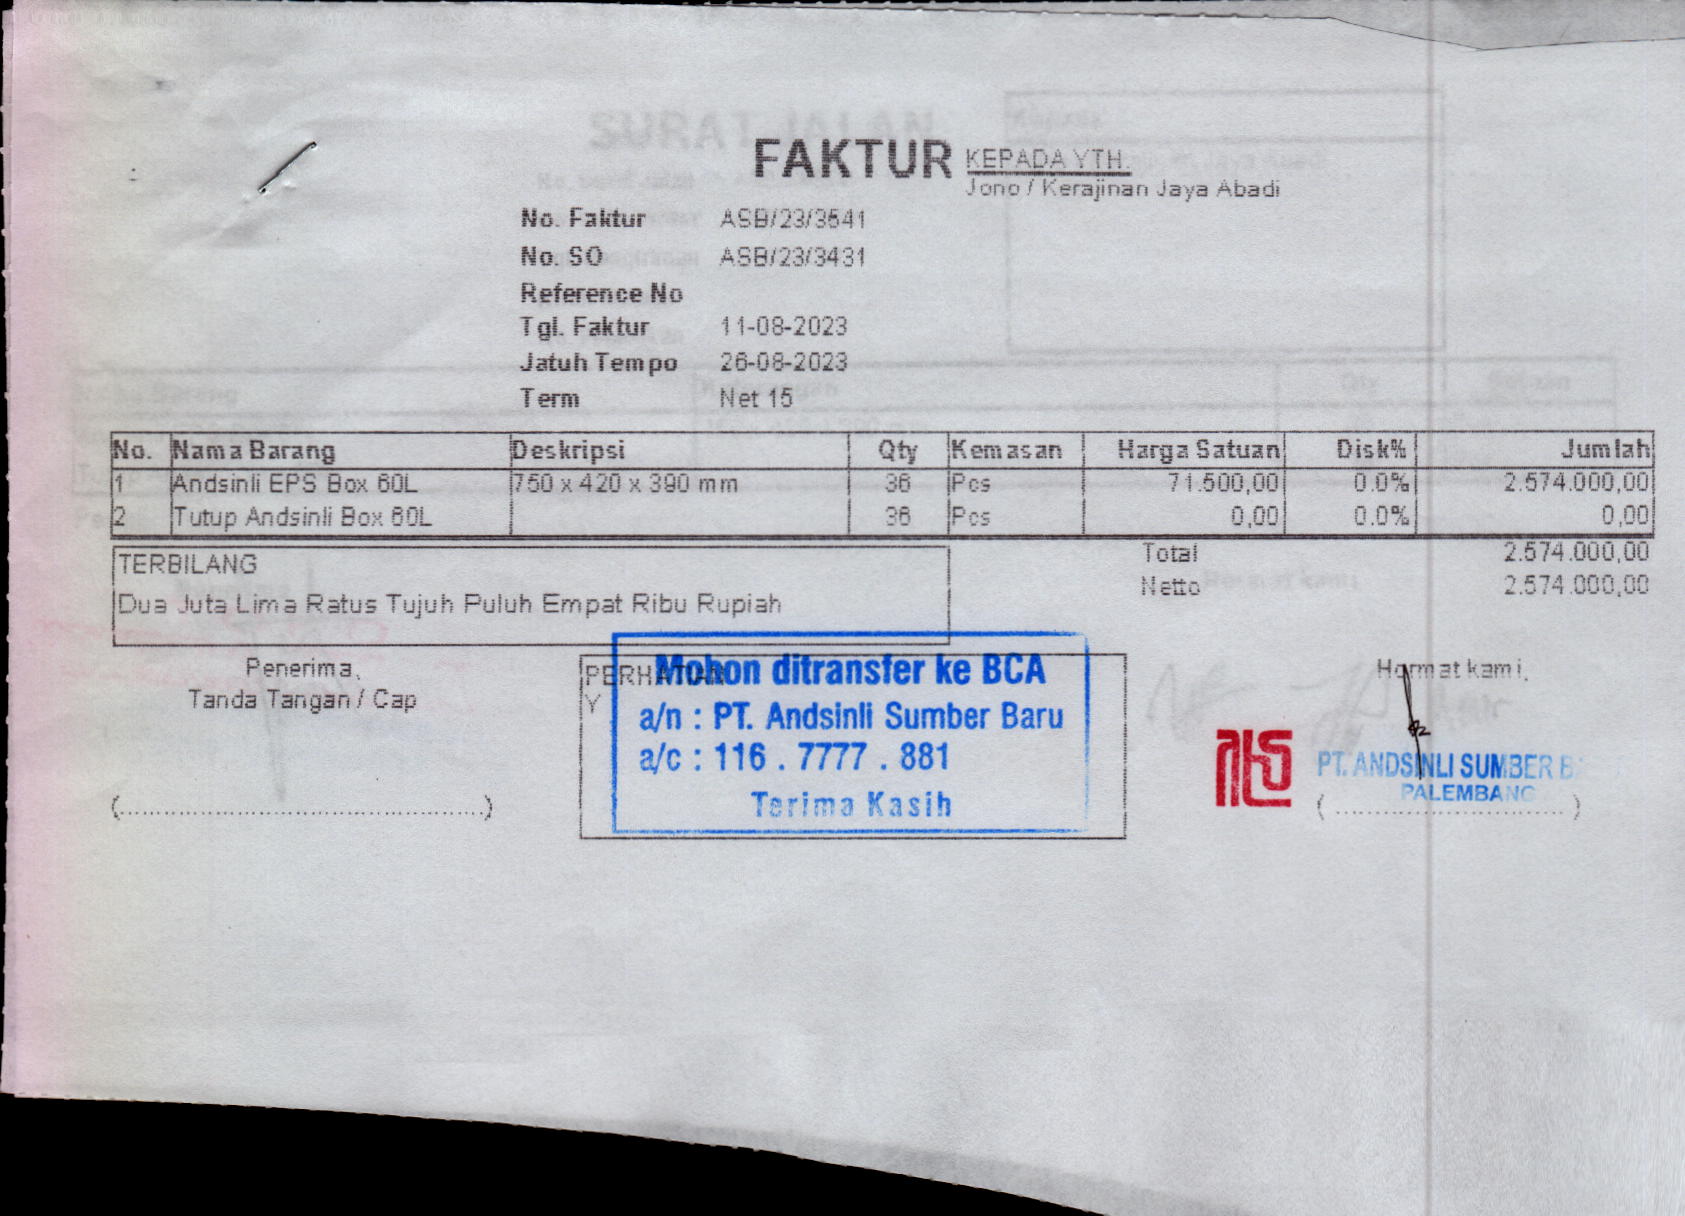 SURAT JALAN
FAKTUR
KEPADA YTH.
Jono / Kerajinan Jaya Abadi
No. Faktur ASB/23/3541
No. SO ASB/23/3431
Reference No
Tgl. Faktur 11-08-2023
Jatuh Tempo 26-08-2023
Term Net 15
No. Nama Barang Deskripsi Qty Kemasan Harga Satuan Disk% Jumlah
1 Andsinli EPS Box 60L 750 x 420 x 390 mm 36 Pcs 71.500,00 0.0% 2.574.000,00
2 Tutup Andsinli Box 60L 36 Pcs 0,00 0.0% 0,00
Total 2.574.000,00
Netto 2.574.000,00
TERBILANG
Dua Juta Lima Ratus Tujuh Puluh Empat Ribu Rupiah
Penerima,
Tanda Tangan / Cap
(............................................)
PERHATIAN
Y
Mohon ditransfer ke BCA
a/n : PT. Andsinli Sumber Baru
a/c : 116 . 7777 . 881
Terima Kasih
Hormat kami,
PT. ANDSINLI SUMBER B
PALEMBANG
(..............................)